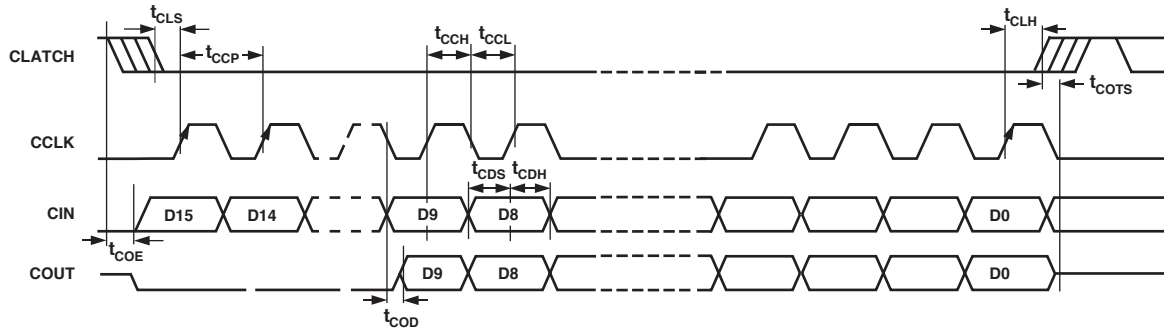 tCLS
tCLH
CLATCH
tCCP
tCCH
tCCL
tCOTS
CCLK
tCDS
tCDH
CIN
D15
D14
D9
D8
D0
tCOE
COUT
D9
D8
D0
tCOD